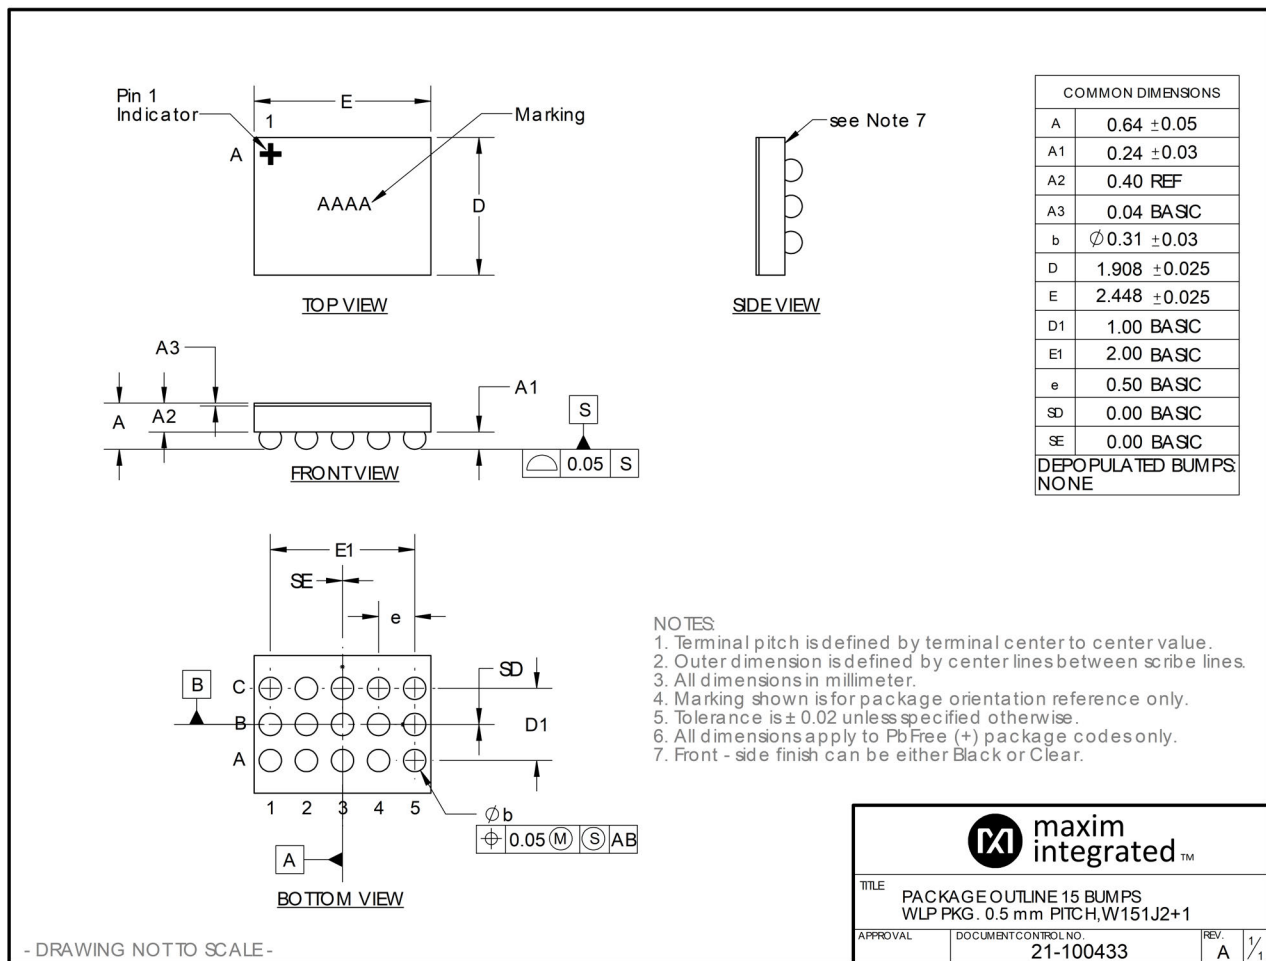 Pin 1
Indicator
1
A
E
Marking
AAAA
D
TOP VIEW
see Note 7
SIDE VIEW
COMMON DIMENSIONS
A 0.64 ±0.05
A1 0.24 ±0.03
A2 0.40 REF
A3 0.04 BASIC
b Ø 0.31 ±0.03
D 1.908 ±0.025
E 2.448 ±0.025
D1 1.00 BASIC
E1 2.00 BASIC
e 0.50 BASIC
SD 0.00 BASIC
SE 0.00 BASIC
DEPOPULATED BUMPS:
NONE
A3
A
A2
A1
S
0.05 S
FRONT VIEW
E1
SE
e
SD
B
C
B
A
D1
1 2 3 4 5
Øb
⌖ 0.05 Ⓜ Ⓢ AB
A
BOTTOM VIEW
NOTES:
1. Terminal pitch is defined by terminal center to center value.
2. Outer dimension is defined by center lines between scribe lines.
3. All dimensions in millimeter.
4. Marking shown is for package orientation reference only.
5. Tolerance is ± 0.02 unless specified otherwise.
6. All dimensions apply to PbFree (+) package codes only.
7. Front - side finish can be either Black or Clear.
maxim
integrated ™
TITLE
PACKAGE OUTLINE 15 BUMPS
WLP PKG. 0.5 mm PITCH,W151J2+1
APPROVAL
DOCUMENT CONTROL NO.
21-100433
REV.
A
1/1
- DRAWING NOT TO SCALE -